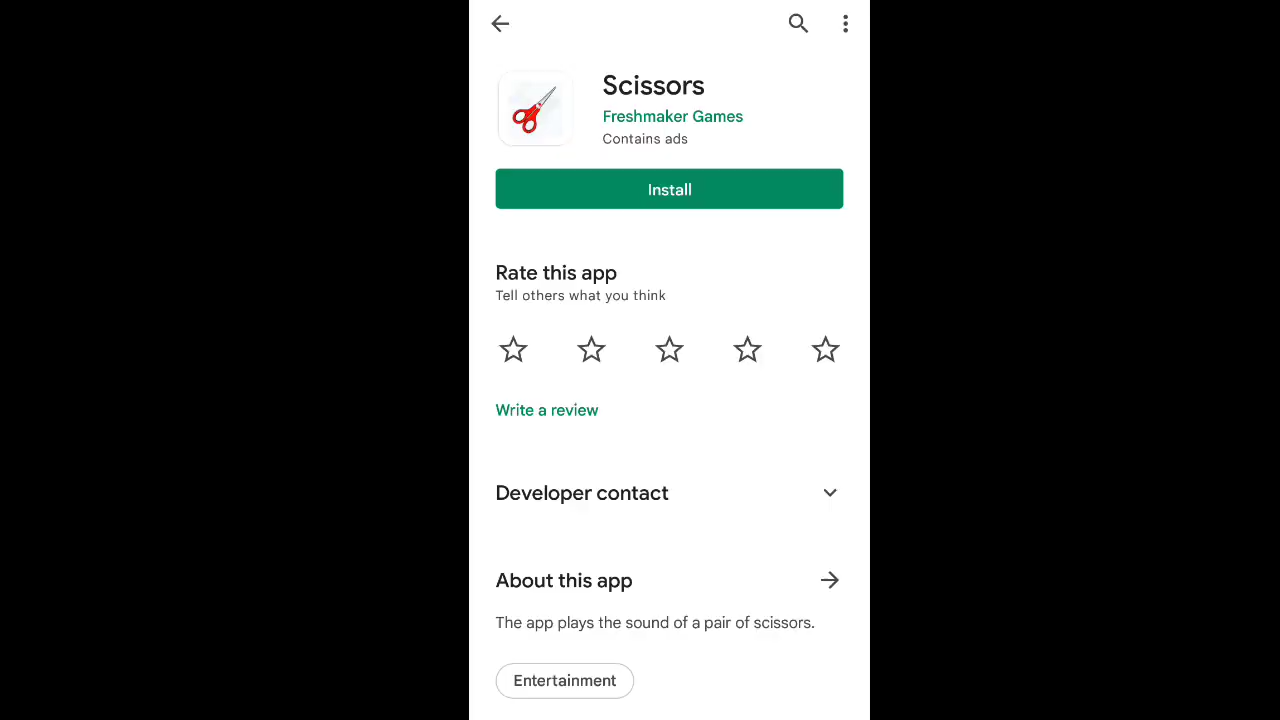 Scissors
Freshmaker Games
Contains ads
Install
Rate this app
Tell others what you think
Write a review
Developer contact
About this app
The app plays the sound of a pair of scissors.
Entertainment